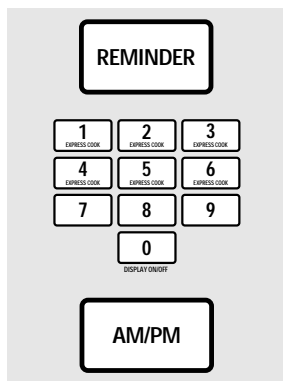 REMINDER
1 2 3
EXPRESS COOK EXPRESS COOK EXPRESS COOK
4 5 6
EXPRESS COOK EXPRESS COOK EXPRESS COOK
7 8 9
0
DISPLAY ON/OFF
AM/PM